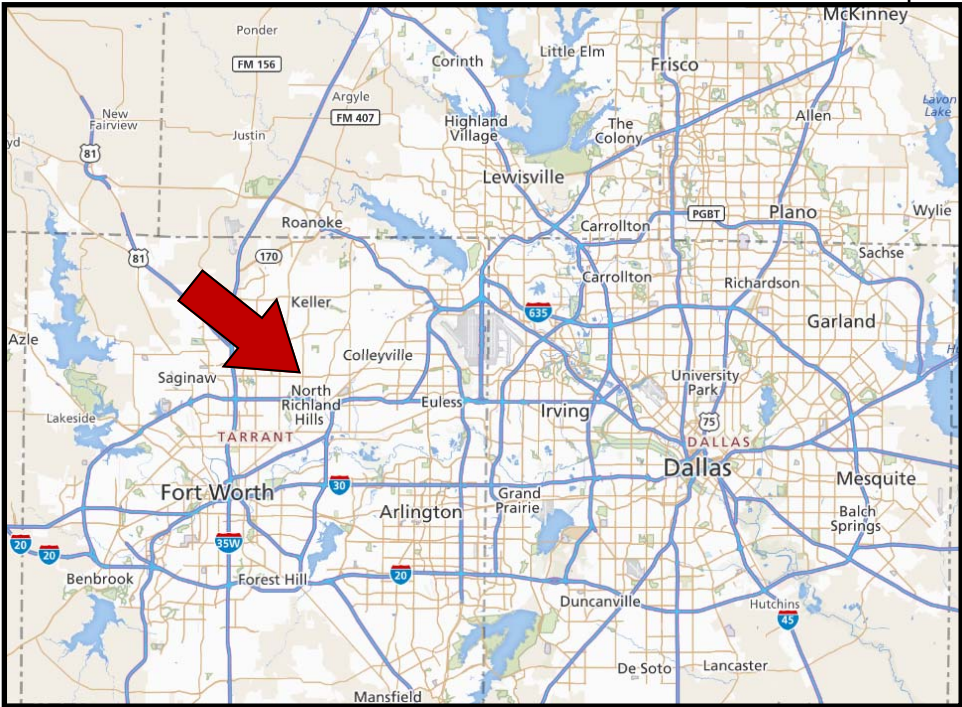 McKinney
Ponder
Little Elm
Corinth
Frisco
FM 156
Argyle
Lavon
Lake
New
Fairview
FM 407
Highland
Village
The
Colony
Allen
Justin
yd
81
Lewisville
Roanoke
Carrollton
PGBT
Plano
Wylie
81
170
Sachse
Carrollton
Richardson
Keller
635
Garland
Azle
Colleyville
Saginaw
University
Park
North
Richland
Hills
Euless
Irving
75
Lakeside
TARRANT
DALLAS
Dallas
Fort Worth
30
Mesquite
Arlington
Grand
Prairie
Balch
Springs
20
20
35W
20
Benbrook
Forest Hill
Duncanville
Hutchins
45
De Soto
Lancaster
Mansfield